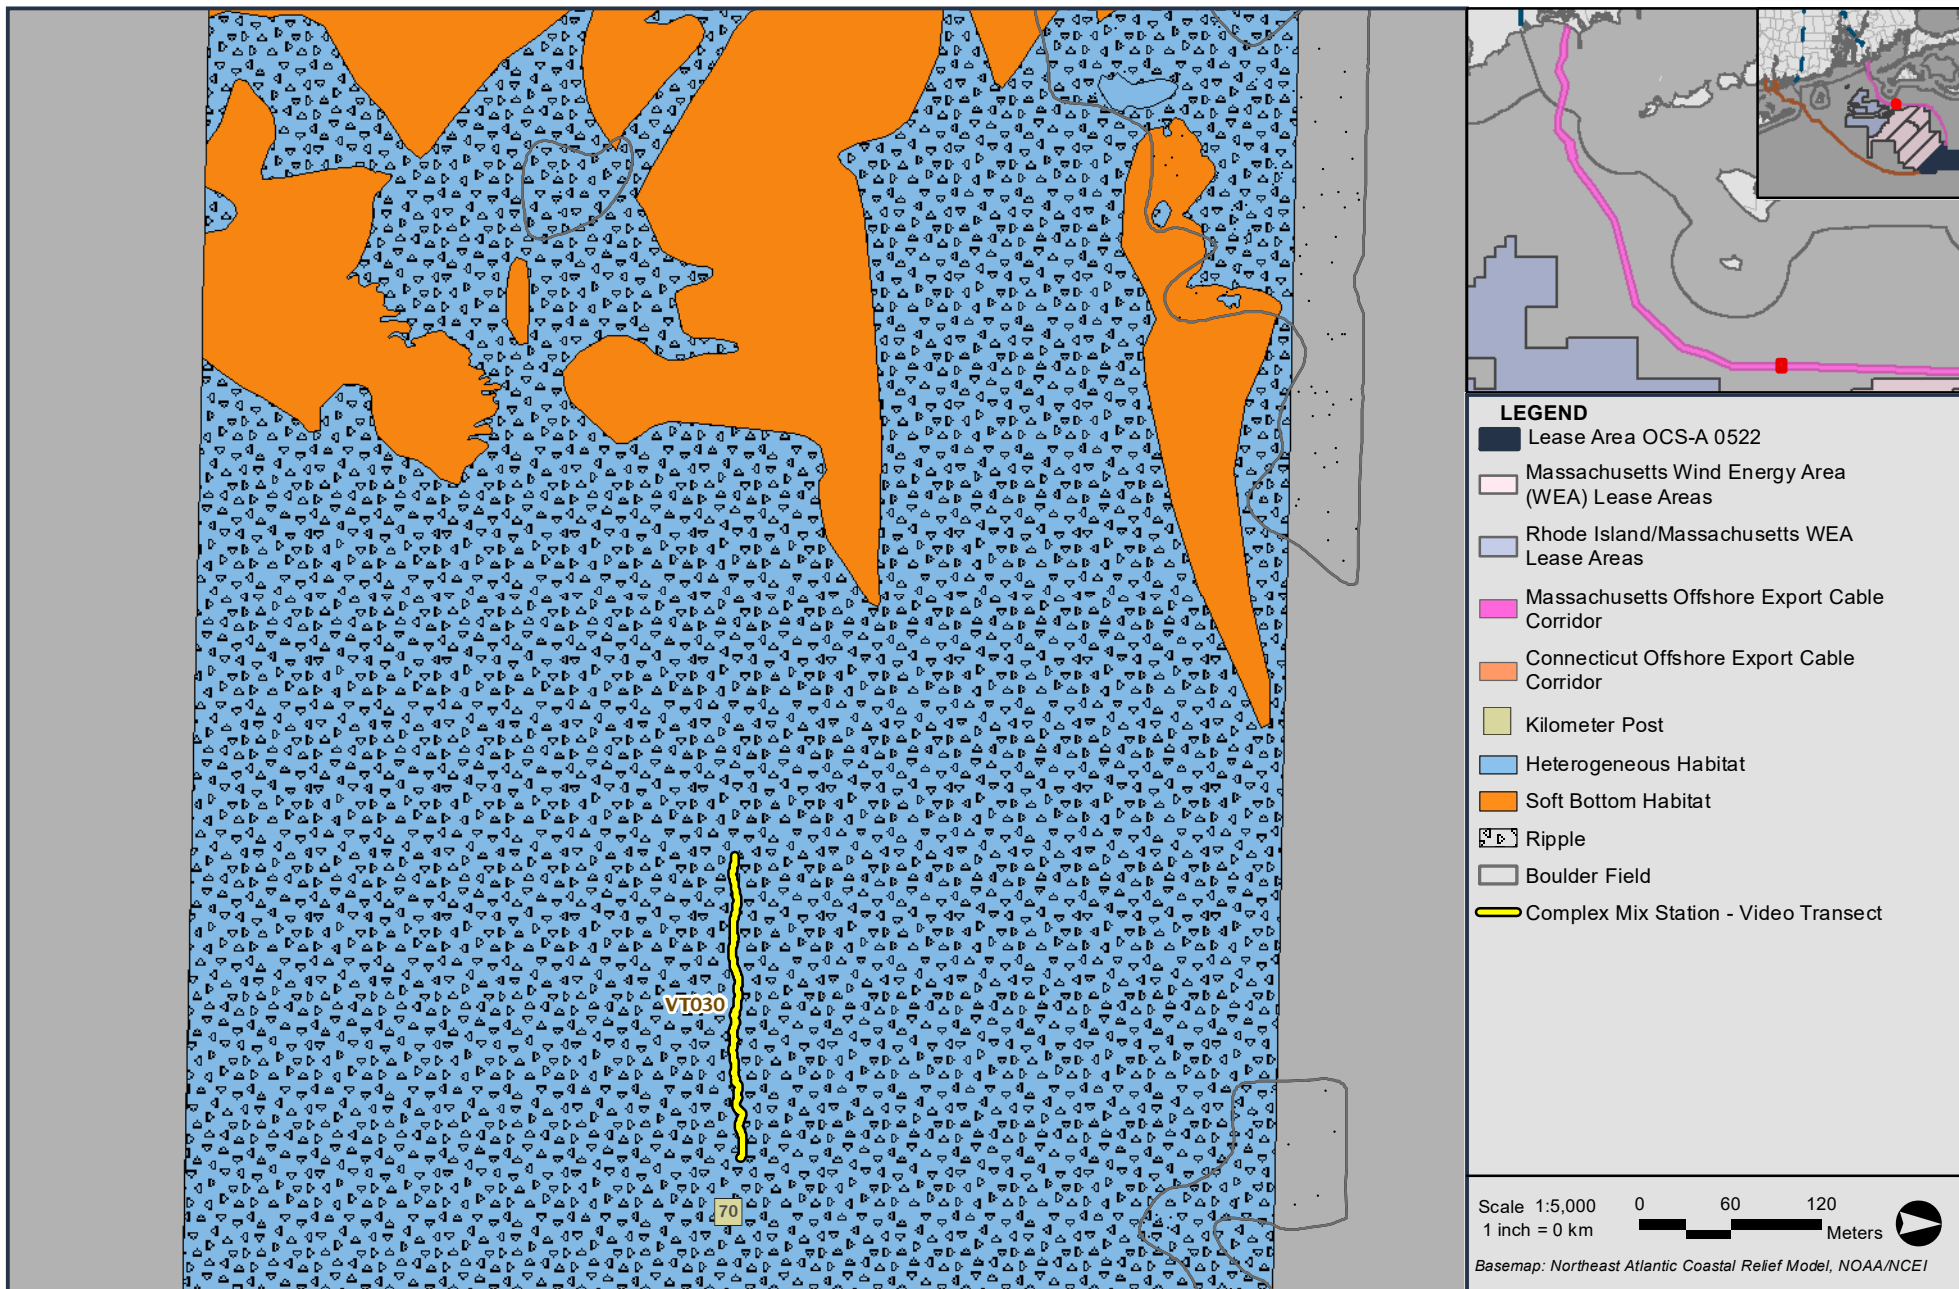 VT030
70
LEGEND
Lease Area OCS-A 0522
Massachusetts Wind Energy Area
(WEA) Lease Areas
Rhode Island/Massachusetts WEA
Lease Areas
Massachusetts Offshore Export Cable
Corridor
Connecticut Offshore Export Cable
Corridor
Kilometer Post
Heterogeneous Habitat
Soft Bottom Habitat
Ripple
Boulder Field
Complex Mix Station - Video Transect
Scale 1:5,000
1 inch = 0 km
0 60 120
Meters
Basemap: Northeast Atlantic Coastal Relief Model, NOAA/NCEI